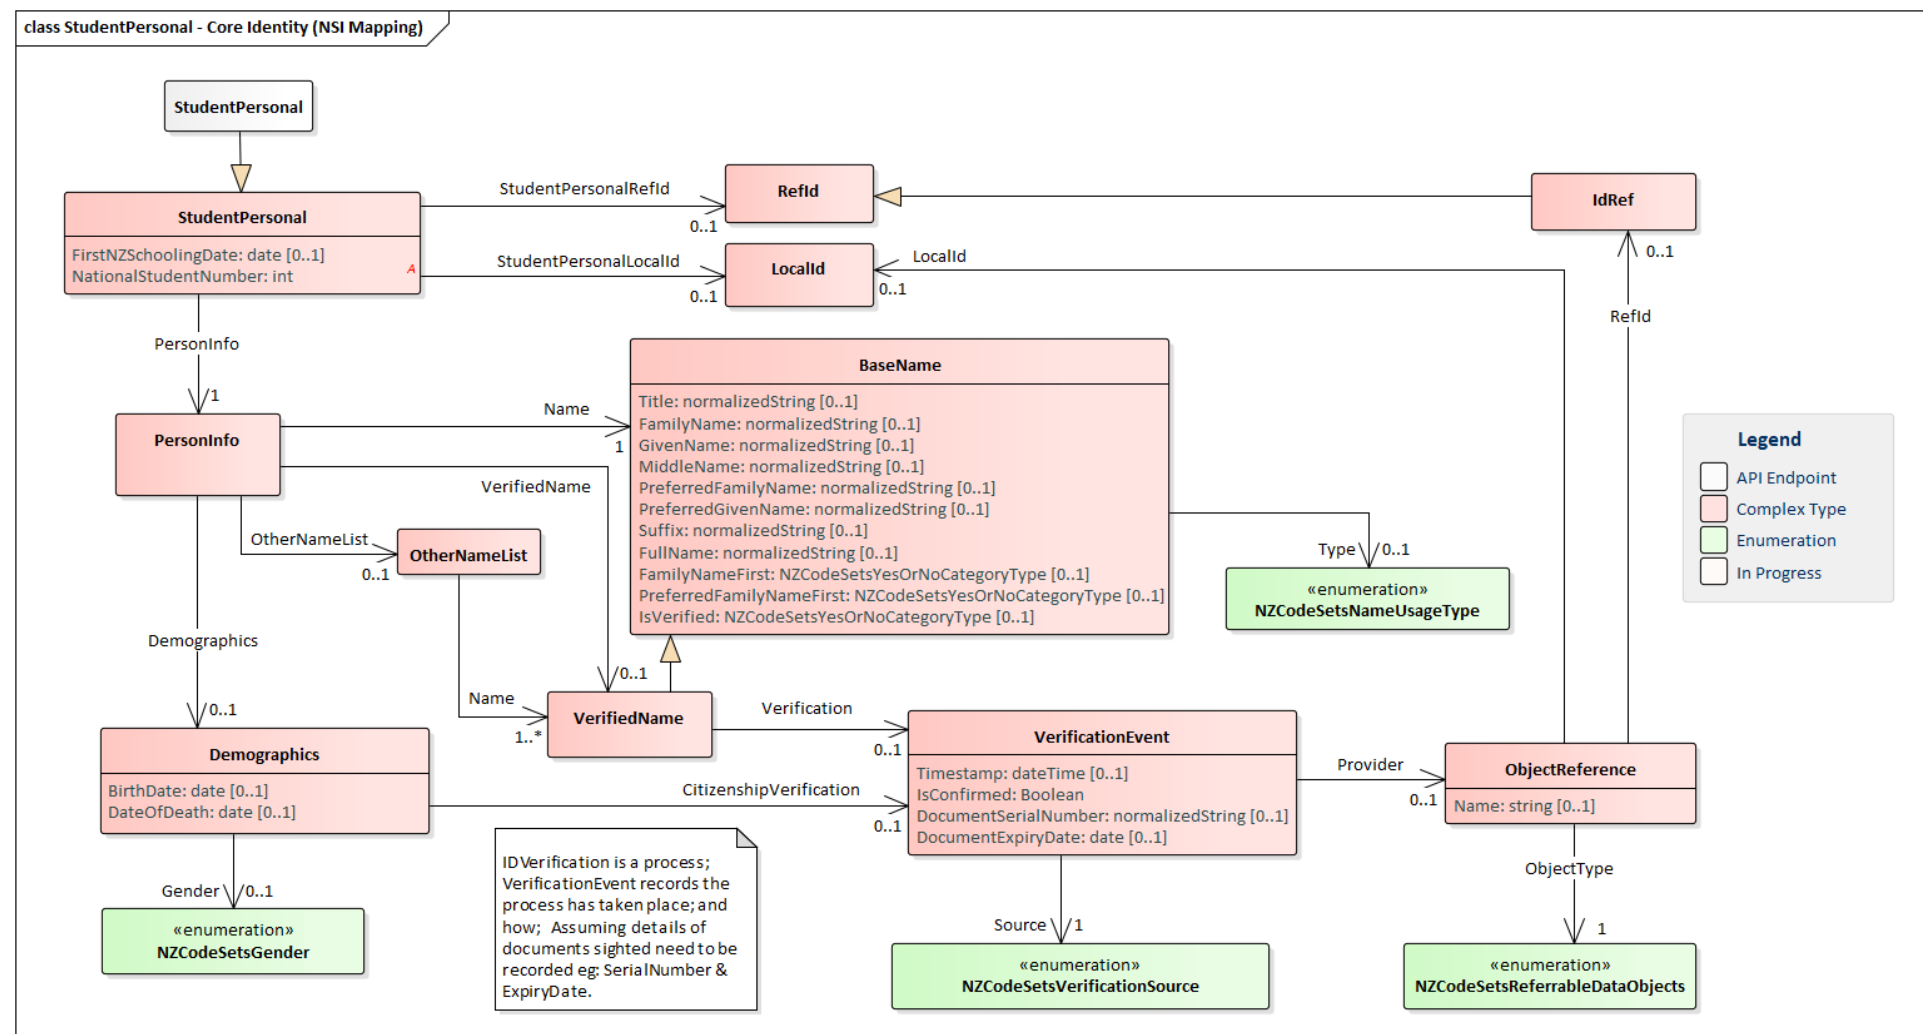 class StudentPersonal - Core Identity (NSI Mapping)
StudentPersonal
StudentPersonal
FirstNZSchoolingDate: date [0..1]
NationalStudentNumber: int
A
StudentPersonalRefId
0..1
RefId
IdRef
StudentPersonalLocalId
0..1
LocalId
LocalId
0..1
0..1
RefId
PersonInfo
1
PersonInfo
Name
1
VerifiedName
0..1
BaseName
Title: normalizedString [0..1]
FamilyName: normalizedString [0..1]
GivenName: normalizedString [0..1]
MiddleName: normalizedString [0..1]
PreferredFamilyName: normalizedString [0..1]
PreferredGivenName: normalizedString [0..1]
Suffix: normalizedString [0..1]
FullName: normalizedString [0..1]
FamilyNameFirst: NZCodeSetsYesOrNoCategoryType [0..1]
PreferredFamilyNameFirst: NZCodeSetsYesOrNoCategoryType [0..1]
IsVerified: NZCodeSetsYesOrNoCategoryType [0..1]
Type
0..1
«enumeration»
NZCodeSetsNameUsageType
Legend
API Endpoint
Complex Type
Enumeration
In Progress
OtherNameList
0..1
OtherNameList
Name
1..*
VerifiedName
Demographics
0..1
Demographics
BirthDate: date [0..1]
DateOfDeath: date [0..1]
Verification
0..1
CitizenshipVerification
0..1
VerificationEvent
Timestamp: dateTime [0..1]
IsConfirmed: Boolean
DocumentSerialNumber: normalizedString [0..1]
DocumentExpiryDate: date [0..1]
Provider
0..1
ObjectReference
Name: string [0..1]
Gender
0..1
«enumeration»
NZCodeSetsGender
IDVerification is a process;
VerificationEvent records the
process has taken place; and
how;  Assuming details of
documents sighted need to be
recorded eg: SerialNumber &
ExpiryDate.
Source
1
«enumeration»
NZCodeSetsVerificationSource
ObjectType
1
«enumeration»
NZCodeSetsReferrableDataObjects